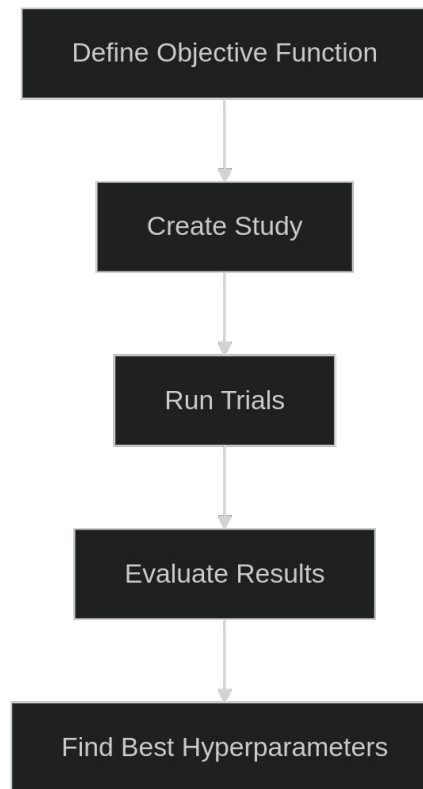 Define Objective Function
Create Study
Run Trials
Evaluate Results
Find Best Hyperparameters